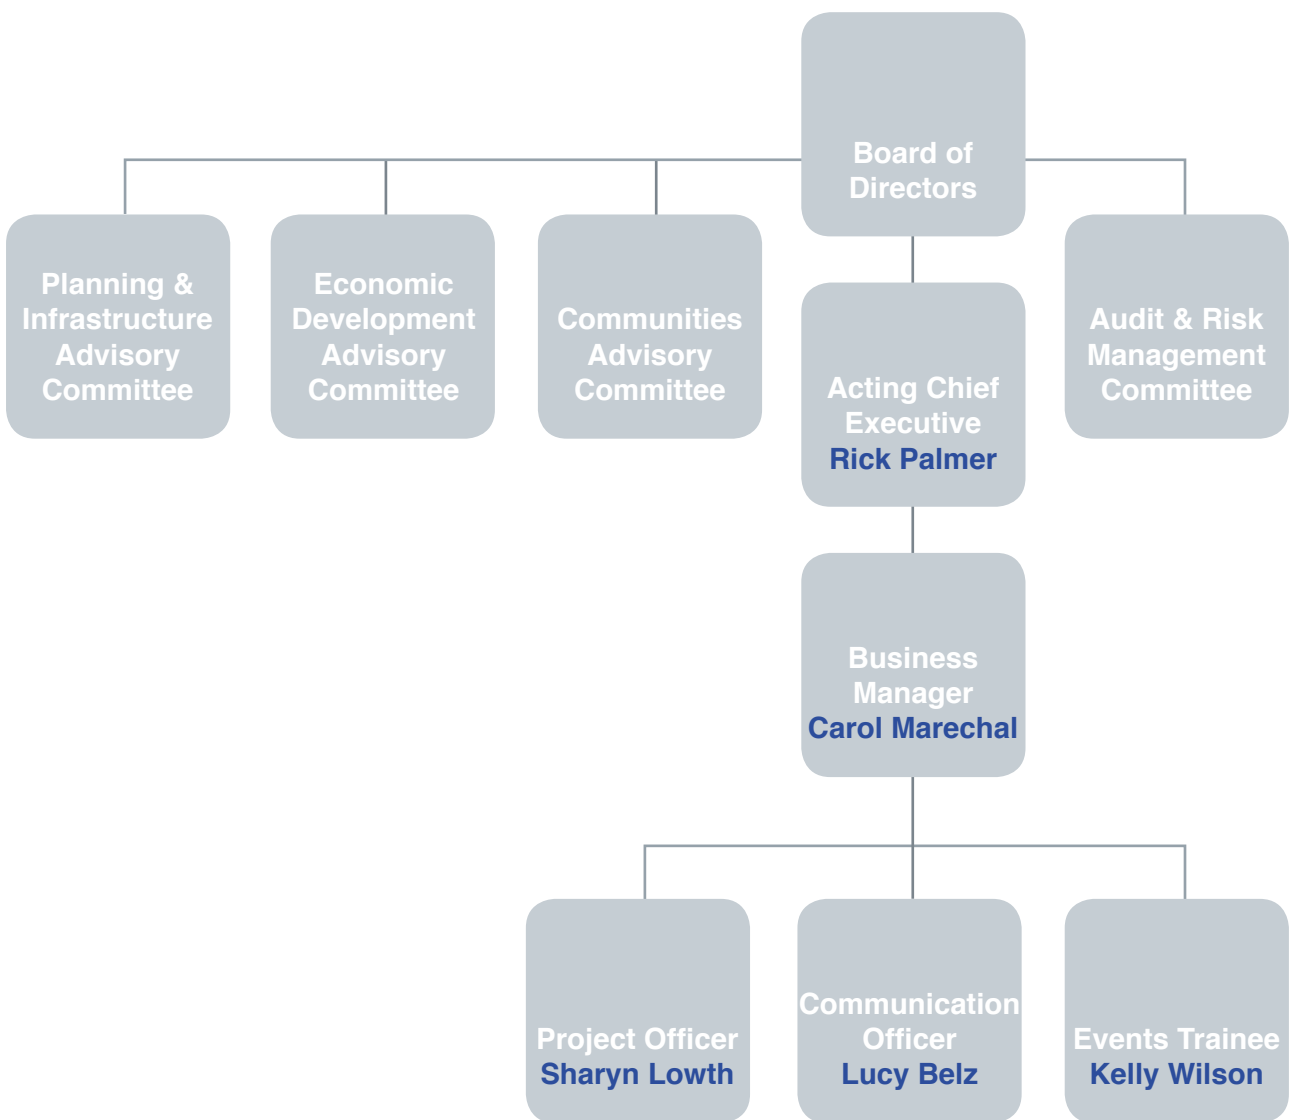 Board of
Directors
Planning &
Infrastructure
Advisory
Committee
Economic
Development
Advisory
Committee
Communities
Advisory
Committee
Acting Chief
Executive
Rick Palmer
Audit & Risk
Management
Committee
Business
Manager
Carol Marechal
Project Officer
Sharyn Lowth
Communication
Officer
Lucy Belz
Events Trainee
Kelly Wilson